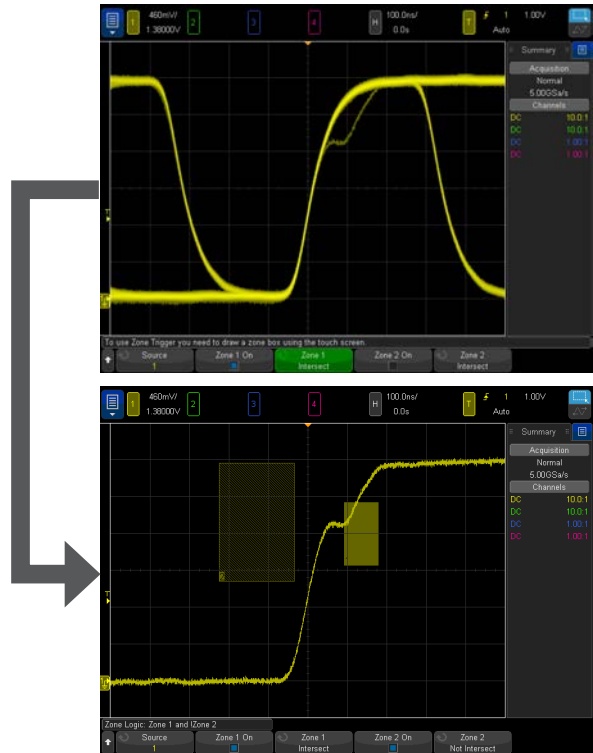 460mV/
1.38000V
1
2
3
4
H
100.0ns/
0.0s
T
1
1.00V
Auto
Summary
Acquisition
Normal
5.00GSa/s
Channels
DC 10.0:1
DC 10.0:1
DC 1.00:1
DC 1.00:1
T
To use Zone Trigger you need to draw a zone box using the touch screen.
Source
1
Zone 1 On
Zone 1
Intersect
Zone 2 On
Zone 2
Intersect
460mV/
1.38000V
1
2
3
4
H
100.0ns/
0.0s
T
1
1.00V
Auto
Summary
Acquisition
Normal
5.00GSa/s
Channels
DC 10.0:1
DC 10.0:1
DC 1.00:1
DC 1.00:1
T
Zone Logic: Zone 1 and !Zone 2
Source
1
Zone 1 On
Zone 1
Intersect
Zone 2 On
Zone 2
Not Intersect